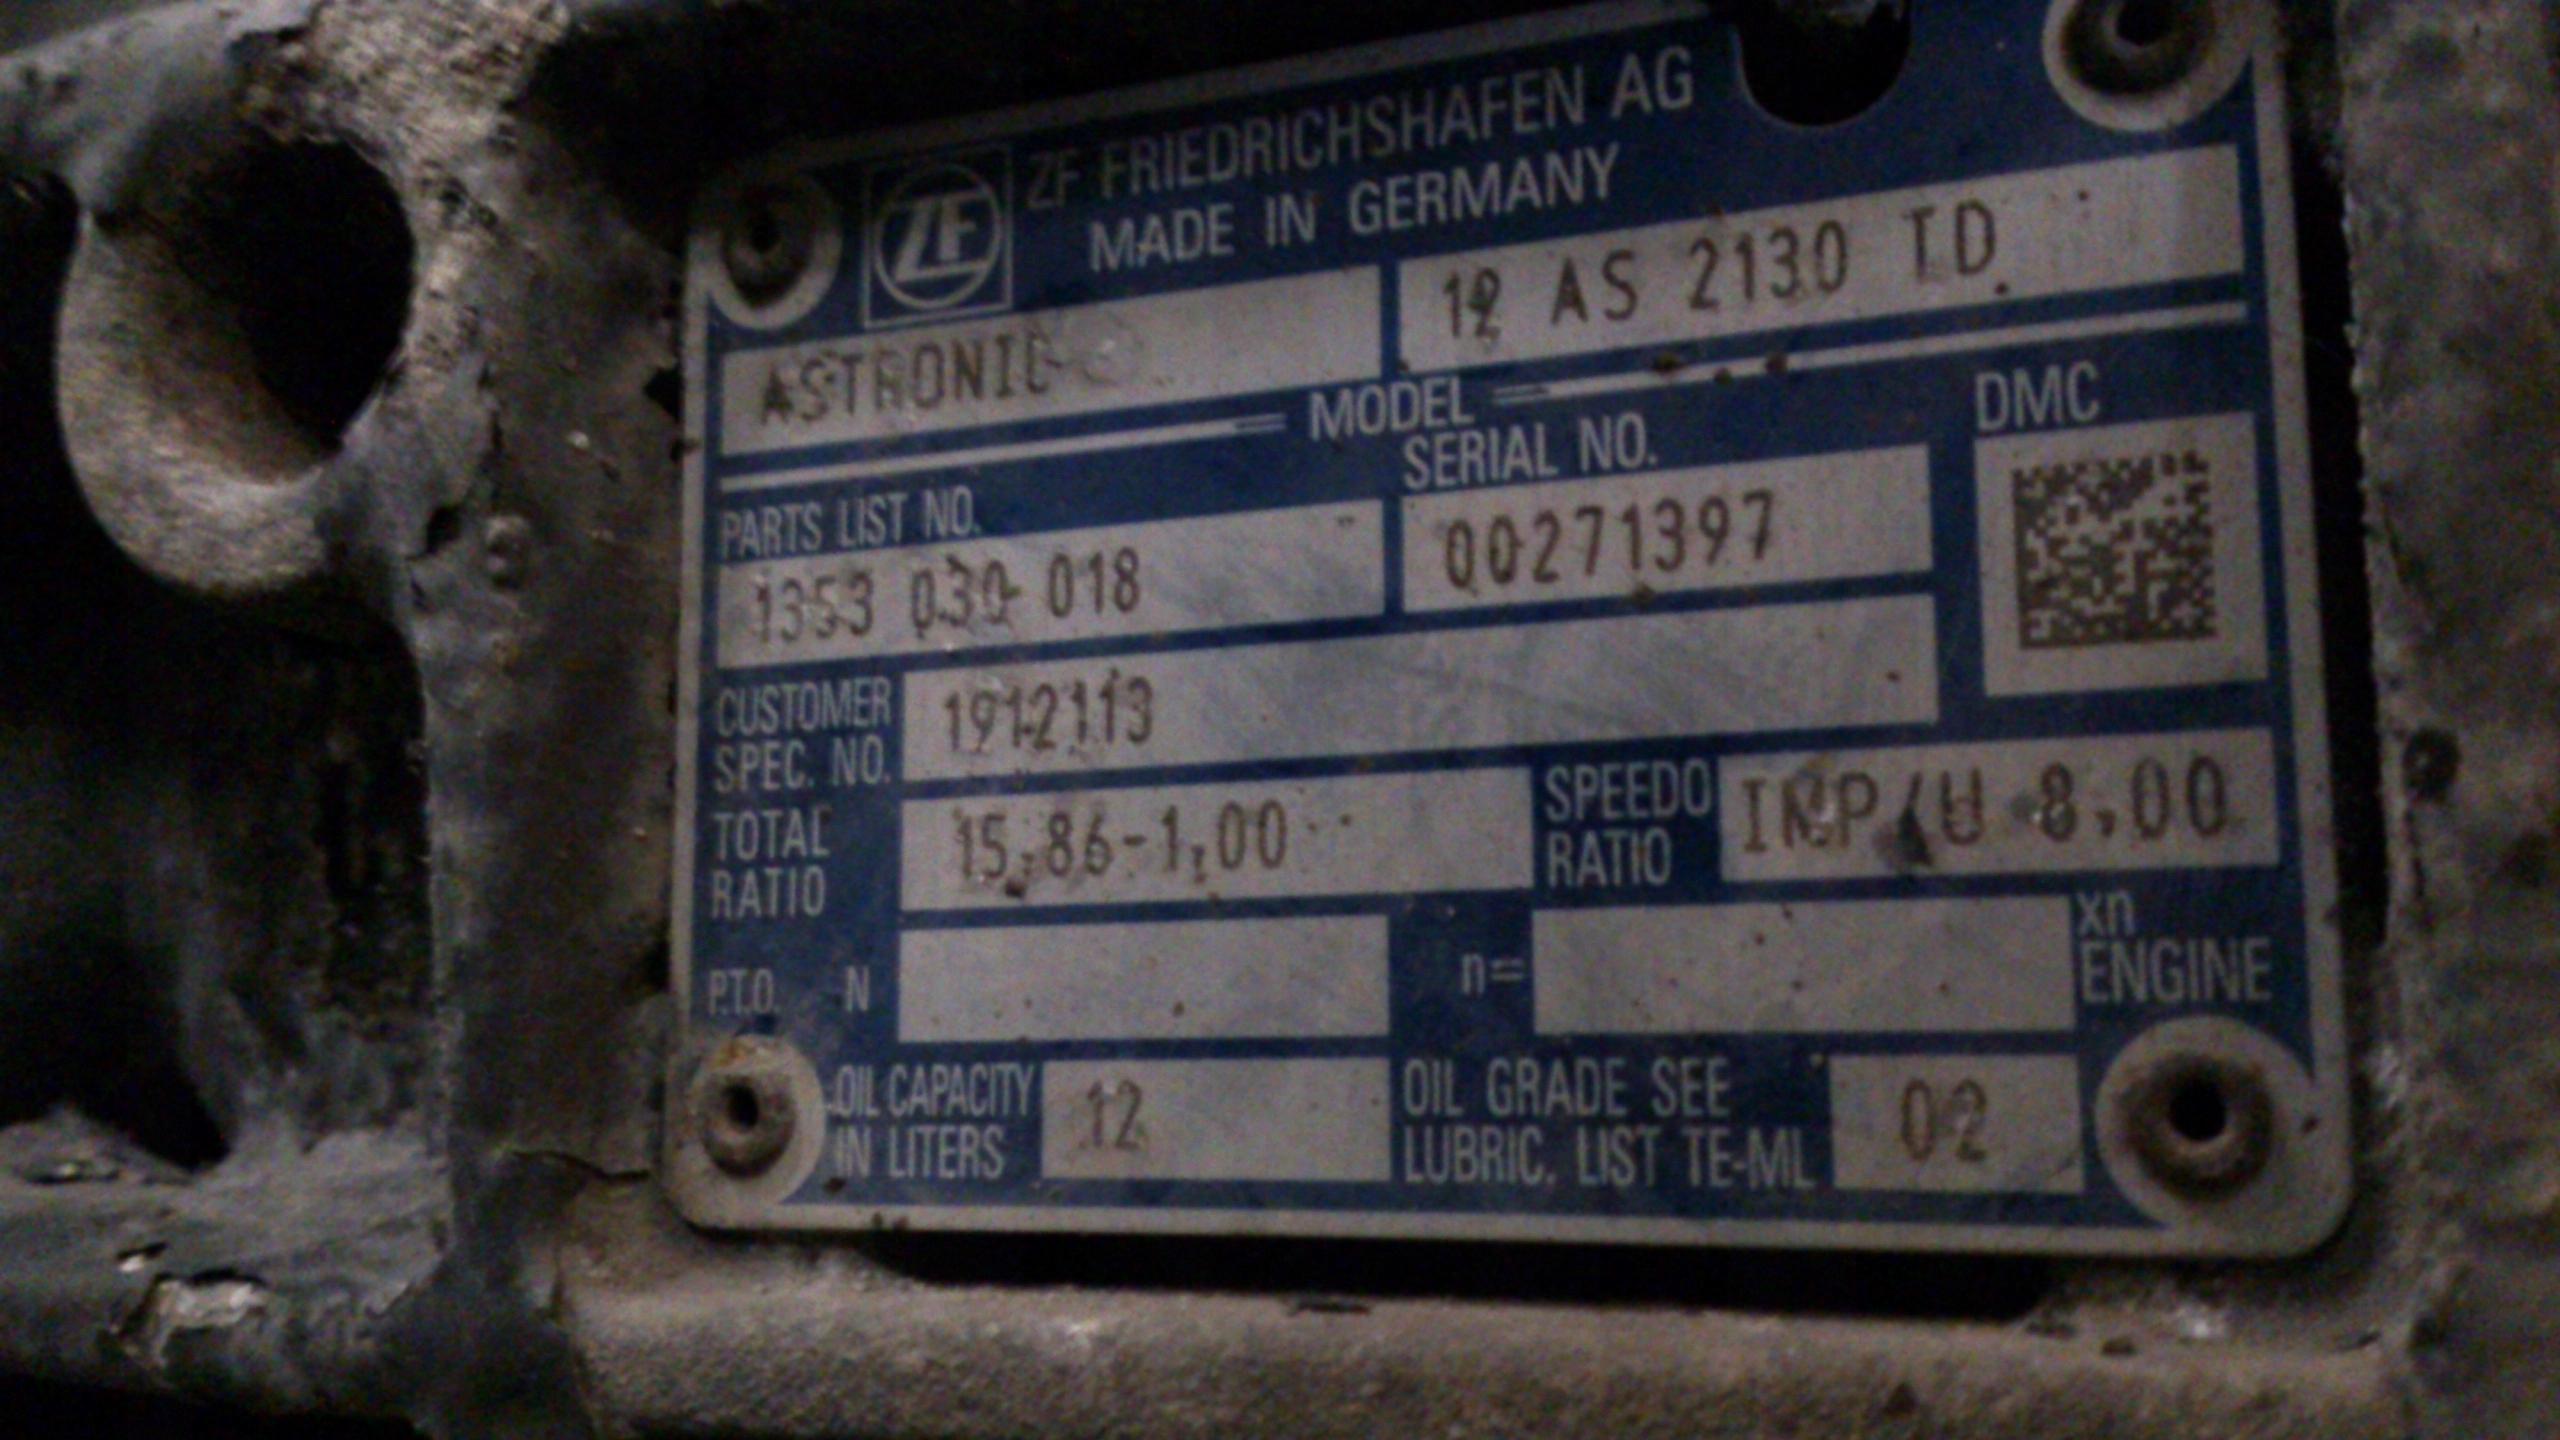 ZF ZF FRIEDRICHSHAFEN AG
MADE IN GERMANY
ASTRONIC 12 AS 2130 TD
MODEL
PARTS LIST NO. SERIAL NO. DMC
1353 030 018 00271397
CUSTOMER SPEC. NO. 1912113
TOTAL RATIO 15,86-1,00 SPEEDO RATIO IMP/U 8,00
P.T.O. N n= xn ENGINE
OIL CAPACITY IN LITERS 12 OIL GRADE SEE LUBRIC. LIST TE-ML 02